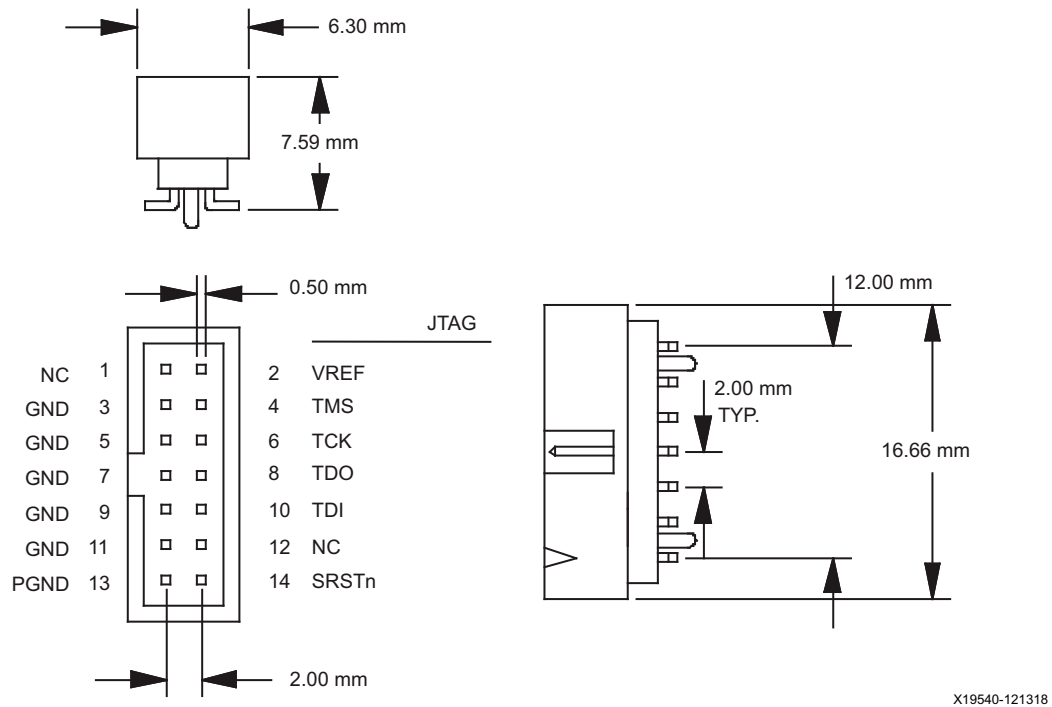 6.30 mm
7.59 mm
0.50 mm
JTAG
NC 1 2 VREF
GND 3 4 TMS
GND 5 6 TCK
GND 7 8 TDO
GND 9 10 TDI
GND 11 12 NC
PGND 13 14 SRSTn
2.00 mm
12.00 mm
2.00 mm
TYP.
16.66 mm
X19540-121318